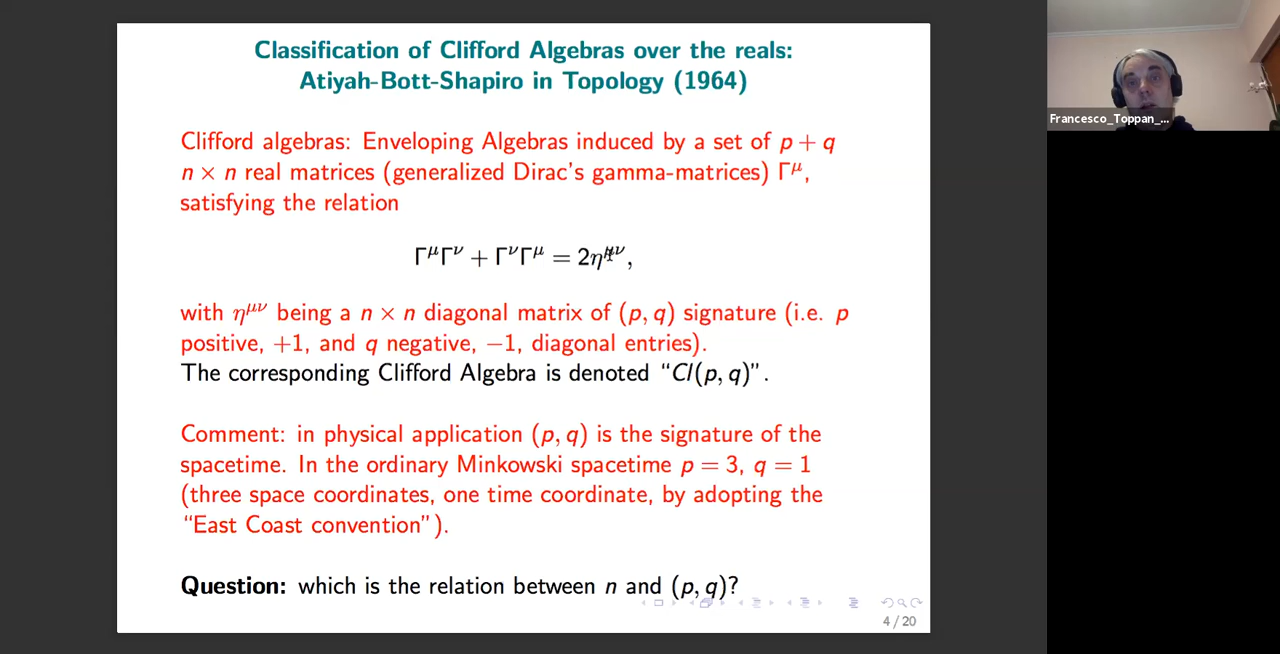 Classification of Clifford Algebras over the reals:
Atiyah-Bott-Shapiro in Topology (1964)
Clifford algebras: Enveloping Algebras induced by a set of p + q
n × n real matrices (generalized Dirac's gamma-matrices) Γ^μ,
satisfying the relation
Γ^μΓ^ν + Γ^νΓ^μ = 2η^μν,
with η^μν being a n × n diagonal matrix of (p, q) signature (i.e. p
positive, +1, and q negative, −1, diagonal entries).
The corresponding Clifford Algebra is denoted “Cl(p, q)”.
Comment: in physical application (p, q) is the signature of the
spacetime. In the ordinary Minkowski spacetime p = 3, q = 1
(three space coordinates, one time coordinate, by adopting the
“East Coast convention”).
Question: which is the relation between n and (p, q)?
4 / 20
Francesco_Toppan_...